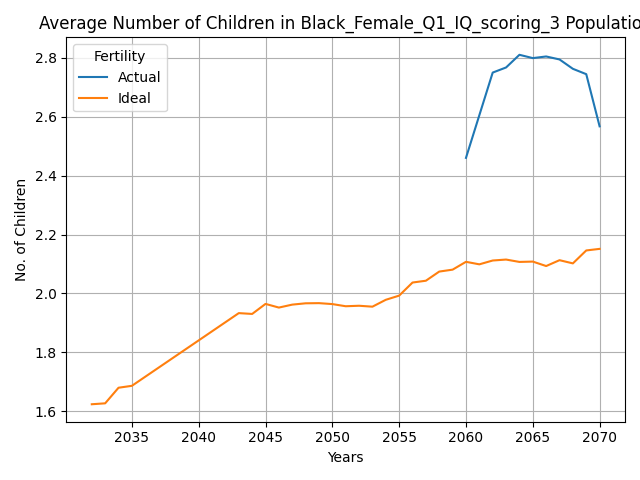 Average Number of Children in Black_Female_Q1_IQ_scoring_3 Populatio
Fertility
Actual
Ideal
No. of Children
2.8
2.6
2.4
2.2
2.0
1.8
1.6
2035 2040 2045 2050 2055 2060 2065 2070
Years